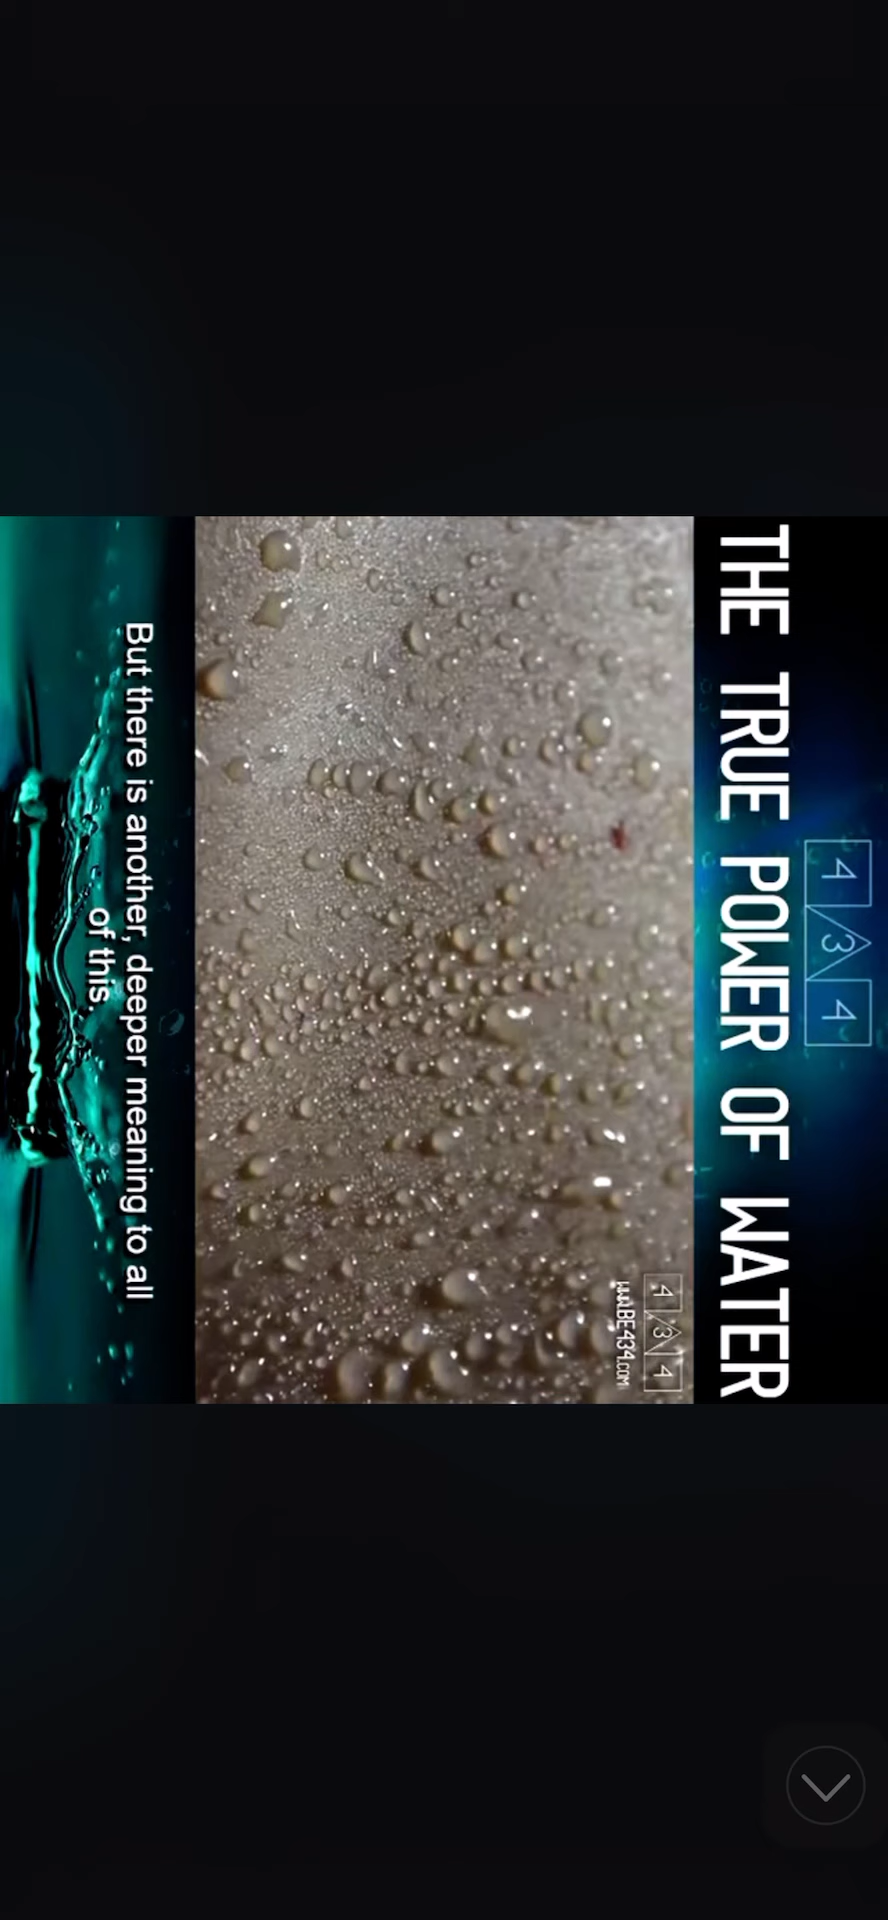 4 3 4
THE TRUE POWER OF WATER
4 3 4
www.BE434.com
But there is another, deeper meaning to all
of this.